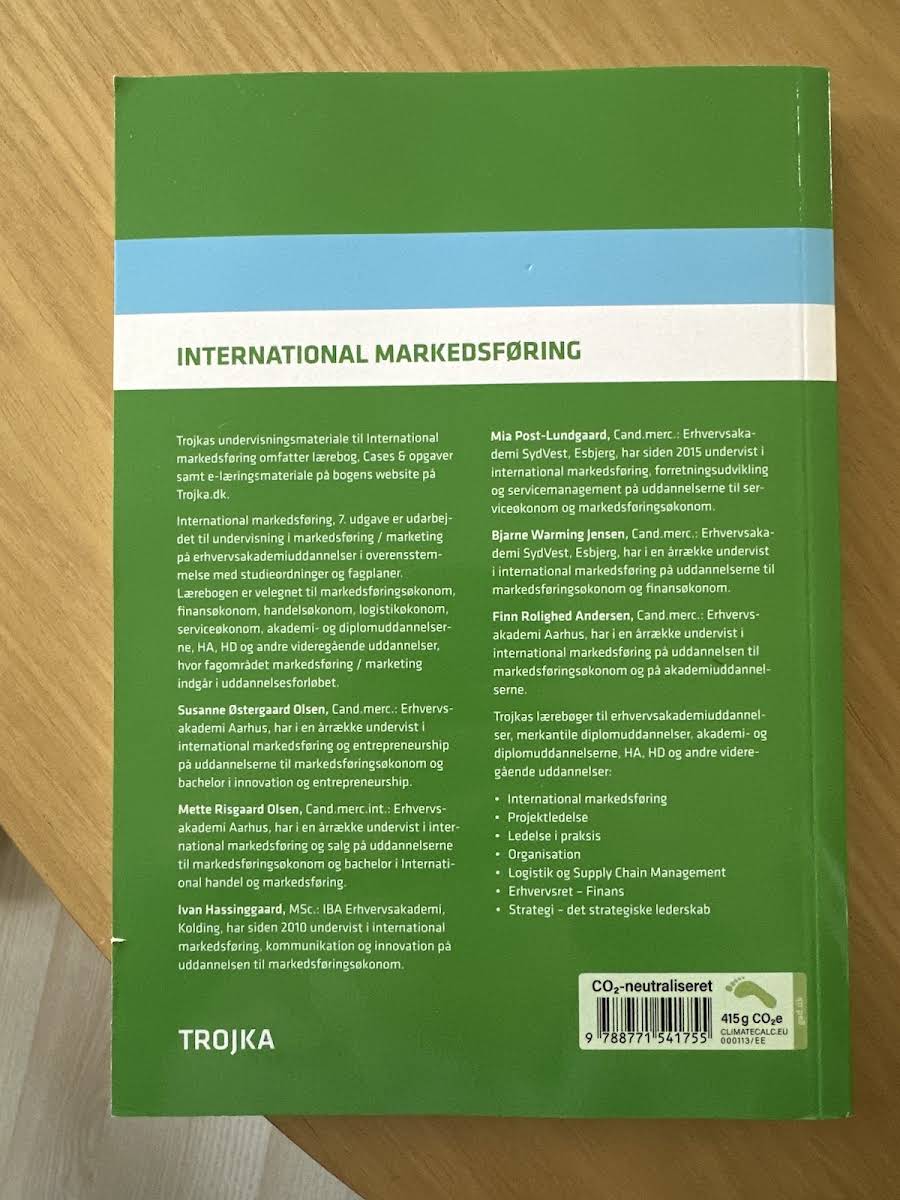 INTERNATIONAL MARKEDSFØRING
Trojkas undervisningsmateriale til International
markedsføring omfatter lærebog, Cases & opgaver
samt e-læringsmateriale på bogens website på
Trojka.dk.
International markedsføring, 7. udgave er udarbej-
det til undervisning i markedsføring / marketing
på erhvervsakademiuddannelser i overensstem-
melse med studieordninger og fagplaner.
Lærebogen er velegnet til markedsføringsøkonom,
finansøkonom, handelsøkonom, logistikøkonom,
serviceøkonom, akademi- og diplomuddannelser-
ne, HA, HD og andre videregående uddannelser,
hvor fagområdet markedsføring / marketing
indgår i uddannelsesforløbet.
Susanne Østergaard Olsen, Cand.merc.: Erhvervs-
akademi Aarhus, har i en årrække undervist i
international markedsføring og entrepreneurship
på uddannelserne til markedsføringsøkonom og
bachelor i innovation og entrepreneurship.
Mette Risgaard Olsen, Cand.merc.int.: Erhvervs-
akademi Aarhus, har i en årrække undervist i inter-
national markedsføring og salg på uddannelserne
til markedsføringsøkonom og bachelor i Internati-
onal handel og markedsføring.
Ivan Hassinggaard, MSc.: IBA Erhvervsakademi,
Kolding, har siden 2010 undervist i international
markedsføring, kommunikation og innovation på
uddannelsen til markedsføringsøkonom.
Mia Post-Lundgaard, Cand.merc.: Erhvervsaka-
demi SydVest, Esbjerg, har siden 2015 undervist i
international markedsføring, forretningsudvikling
og servicemanagement på uddannelserne til ser-
viceøkonom og markedsføringsøkonom.
Bjarne Warming Jensen, Cand.merc.: Erhvervsaka-
demi SydVest, Esbjerg, har i en årrække undervist
i international markedsføring på uddannelserne til
markedsføringsøkonom og finansøkonom.
Finn Rolighed Andersen, Cand.merc.: Erhvervs-
akademi Aarhus, har i en årrække undervist i
international markedsføring på uddannelsen til
markedsføringsøkonom og på akademiuddannel-
serne.
Trojkas lærebøger til erhvervsakademiuddannel-
ser, merkantile diplomuddannelser, akademi- og
diplomuddannelserne, HA, HD og andre videre-
gående uddannelser:
• International markedsføring
• Projektledelse
• Ledelse i praksis
• Organisation
• Logistik og Supply Chain Management
• Erhvervsret – Finans
• Strategi – det strategiske lederskab
TROJKA
CO₂-neutraliseret
9 788771 541755
415 g CO₂e
CLIMATECALC.EU
000113/EE
gad.dk